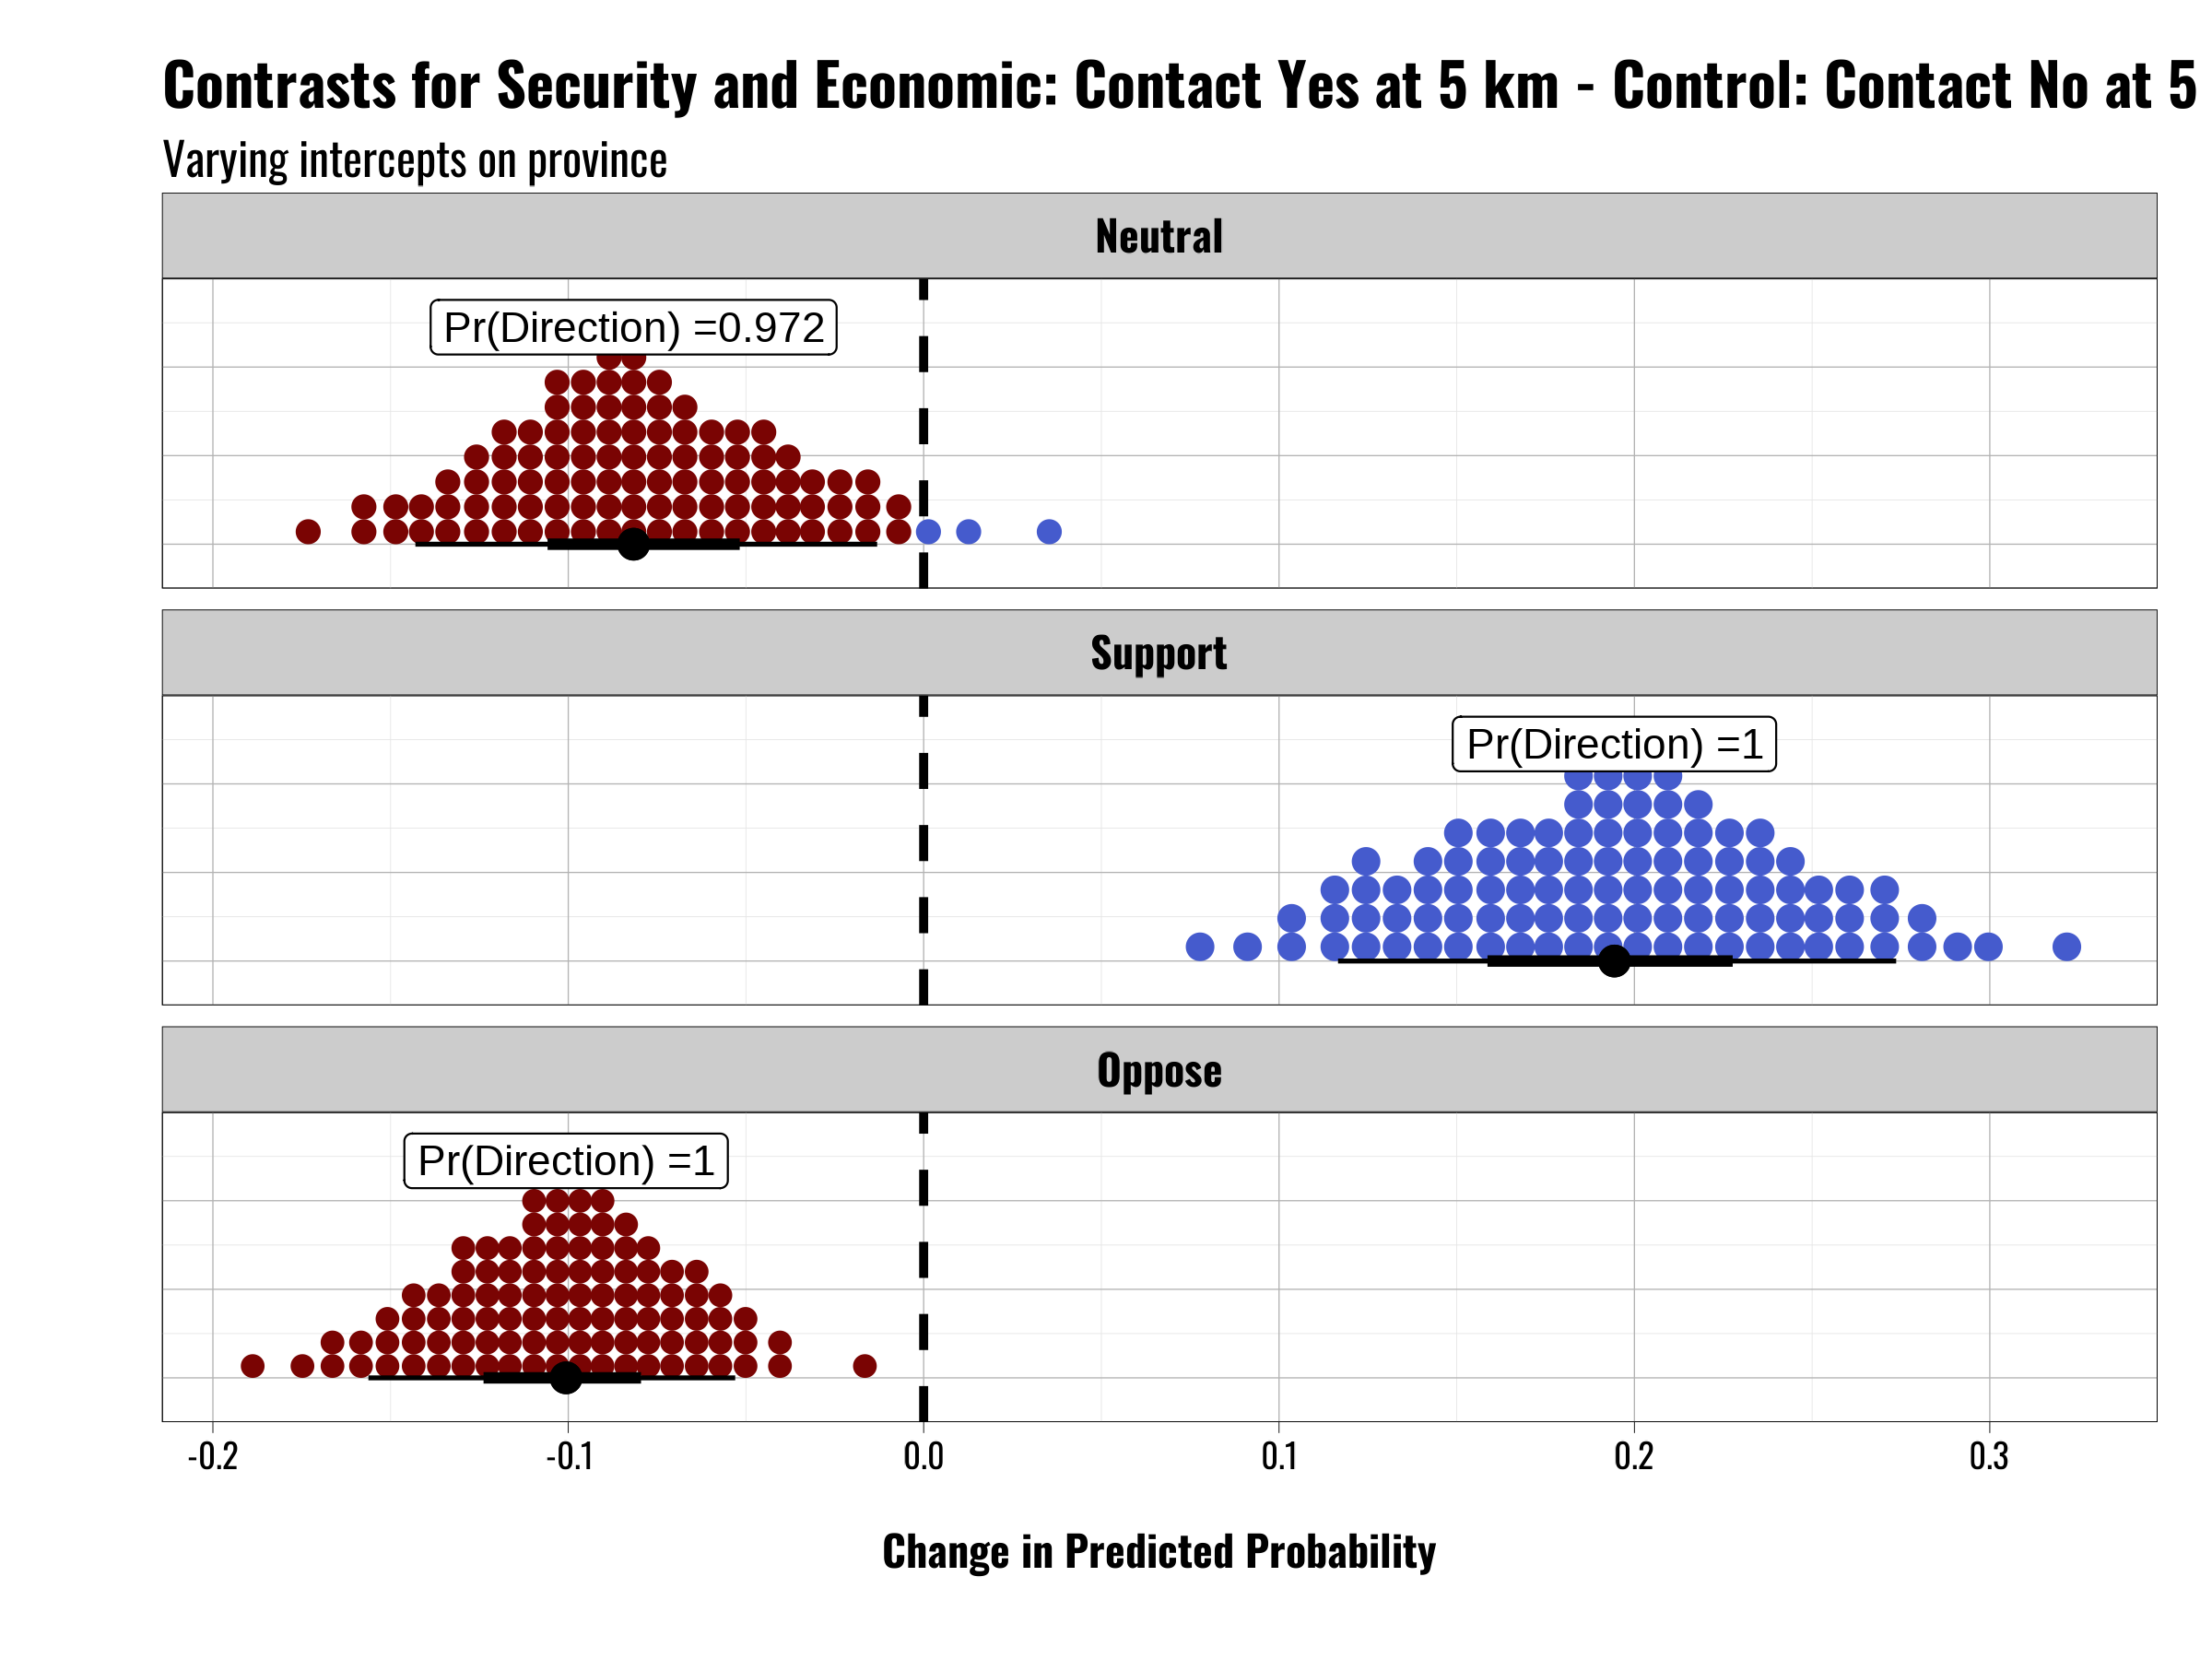 Contrasts for Security and Economic: Contact Yes at 5 km - Control: Contact No at 5
Varying intercepts on province
Neutral
Pr(Direction) =0.972
Support
Pr(Direction) =1
Oppose
Pr(Direction) =1
-0.2 -0.1 0.0 0.1 0.2 0.3
Change in Predicted Probability